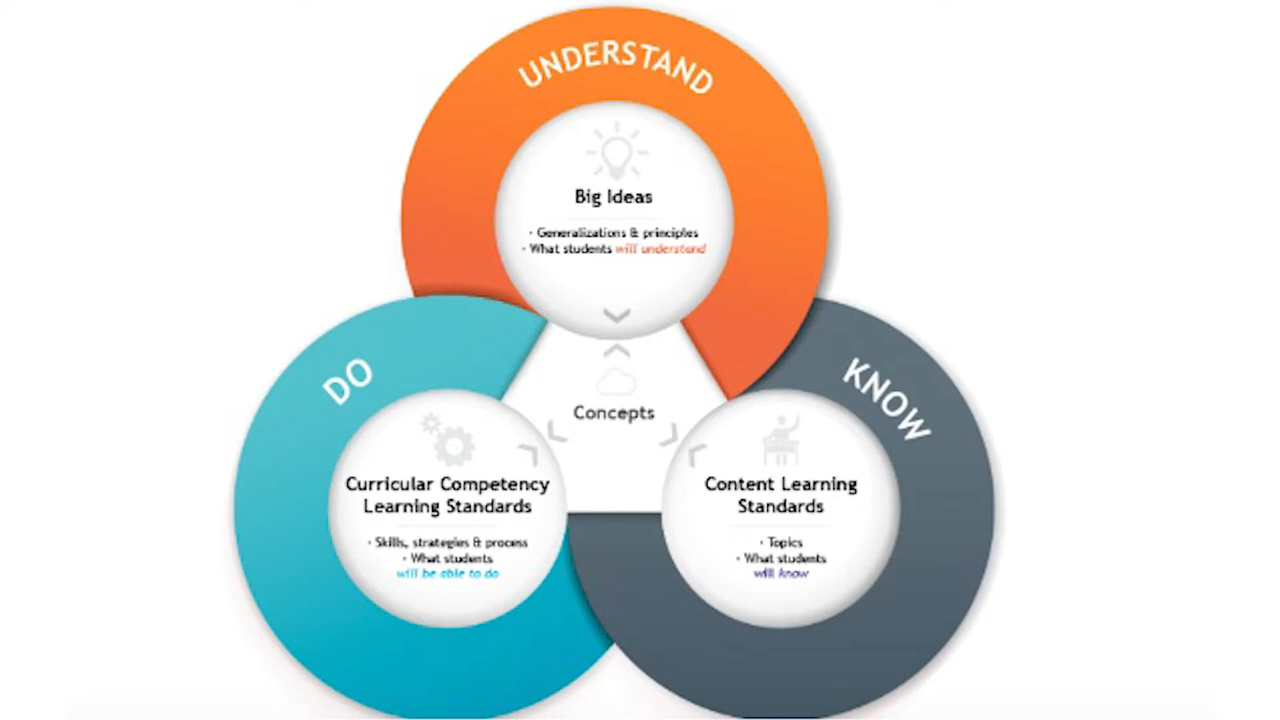 UNDERSTAND
Big Ideas
· Generalizations & principles
· What students will understand
DO
KNOW
Concepts
Curricular Competency
Learning Standards
· Skills, strategies & process
· What students
will be able to do
Content Learning
Standards
· Topics
· What students
will know